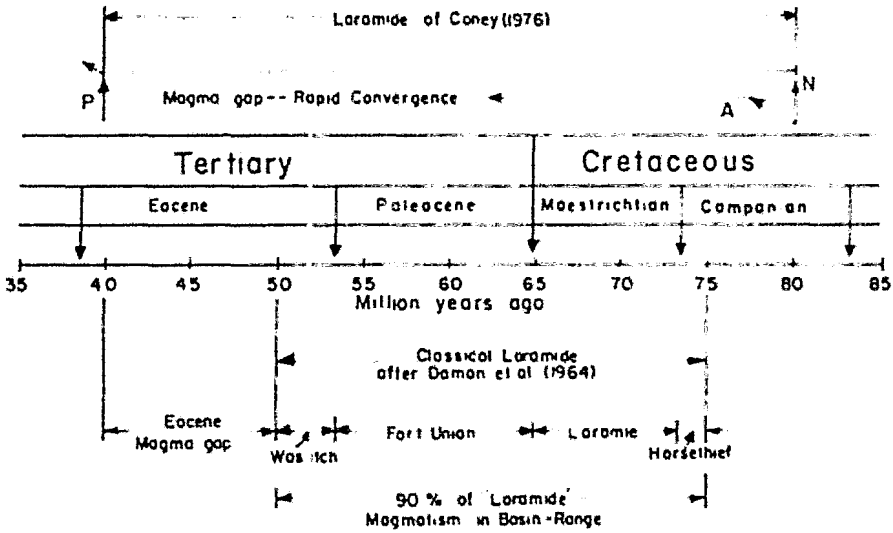 Laramide of Coney (1976)
P
Magma gap -- Rapid Convergence
A
N
Tertiary
Cretaceous
Eocene
Paleocene
Maestrichtian
Campanian
35 40 45 50 55 60 65 70 75 80 85
Million years ago
Classical Laramide
after Damon et al (1964)
Eocene
Magma gap
Wasatch
Fort Union
Laramie
Horsethief
90 % of 'Laramide'
Magmatism in Basin-Range